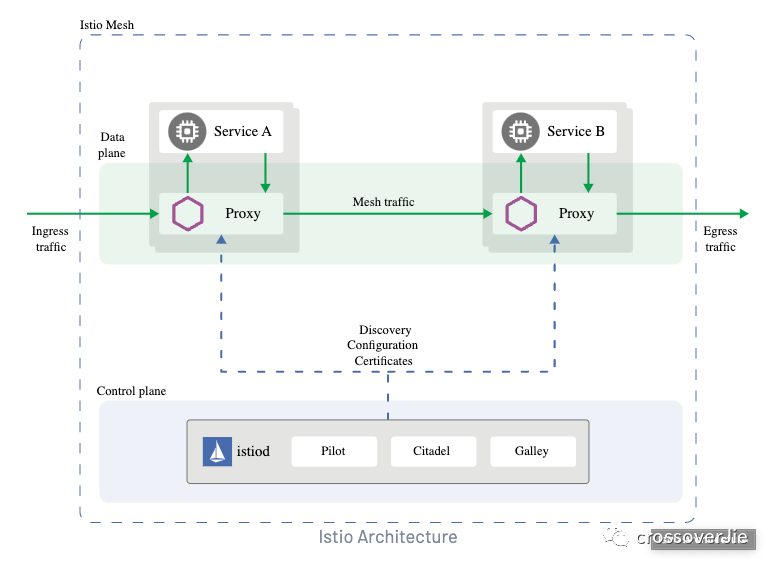 Istio Mesh
Service A
Service B
Data
plane
Proxy
Mesh traffic
Proxy
Ingress
traffic
Egress
traffic
Discovery
Configuration
Certificates
Control plane
istiod
Pilot
Citadel
Galley
Istio Architecture
crossoverJie